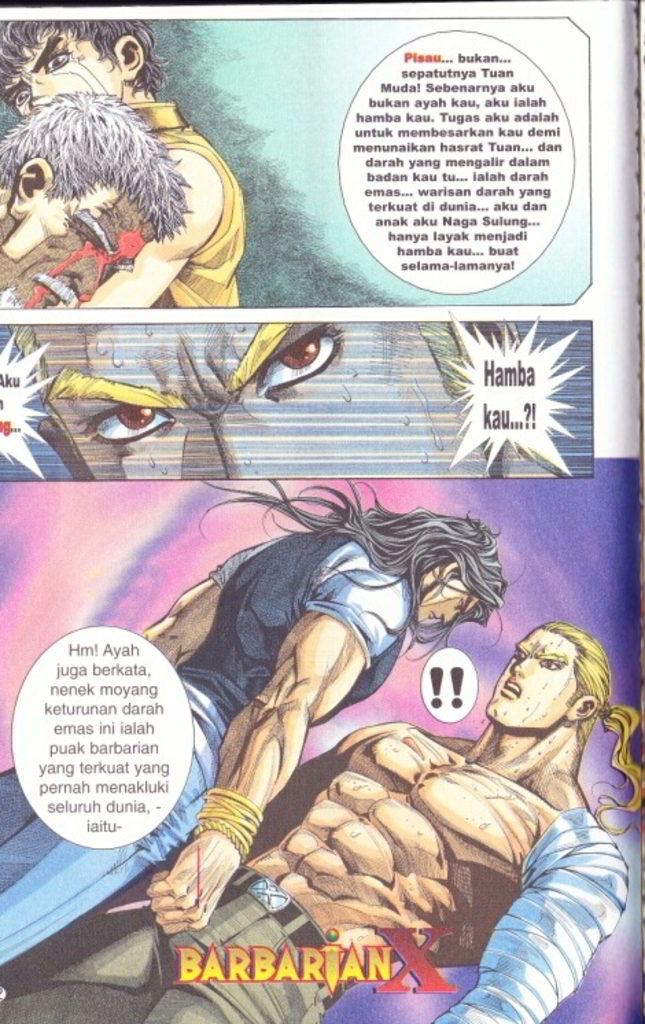 Pisau... bukan...
sepatutnya Tuan
Muda! Sebenarnya aku
bukan ayah kau, aku ialah
hamba kau. Tugas aku adalah
untuk membesarkan kau demi
menunaikan hasrat Tuan... dan
darah yang mengalir dalam
badan kau tu... ialah darah
emas... warisan darah yang
terkuat di dunia... aku dan
anak aku Naga Sulung...
hanya layak menjadi
hamba kau... buat
selama-lamanya!
Aku
Hamba
kau...?!
!!
Hm! Ayah
juga berkata,
nenek moyang
keturunan darah
emas ini ialah
puak barbarian
yang terkuat yang
pernah menakluki
seluruh dunia, -
iaitu-
BARBARIAN X